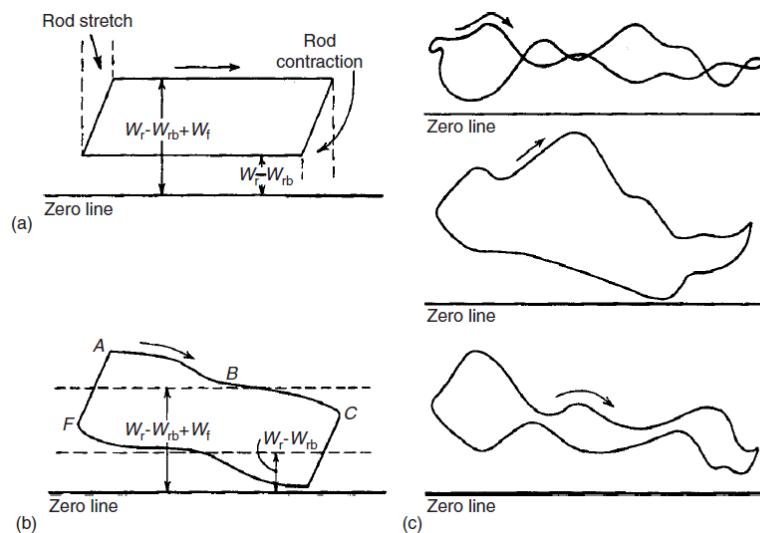 Rod stretch
Rod
contraction
Wr-Wrb+Wf
Wr-Wrb
Zero line
(a)
A
B
C
F
Wr-Wrb+Wf
Wr-Wrb
Zero line
(b)
Zero line
Zero line
Zero line
(c)